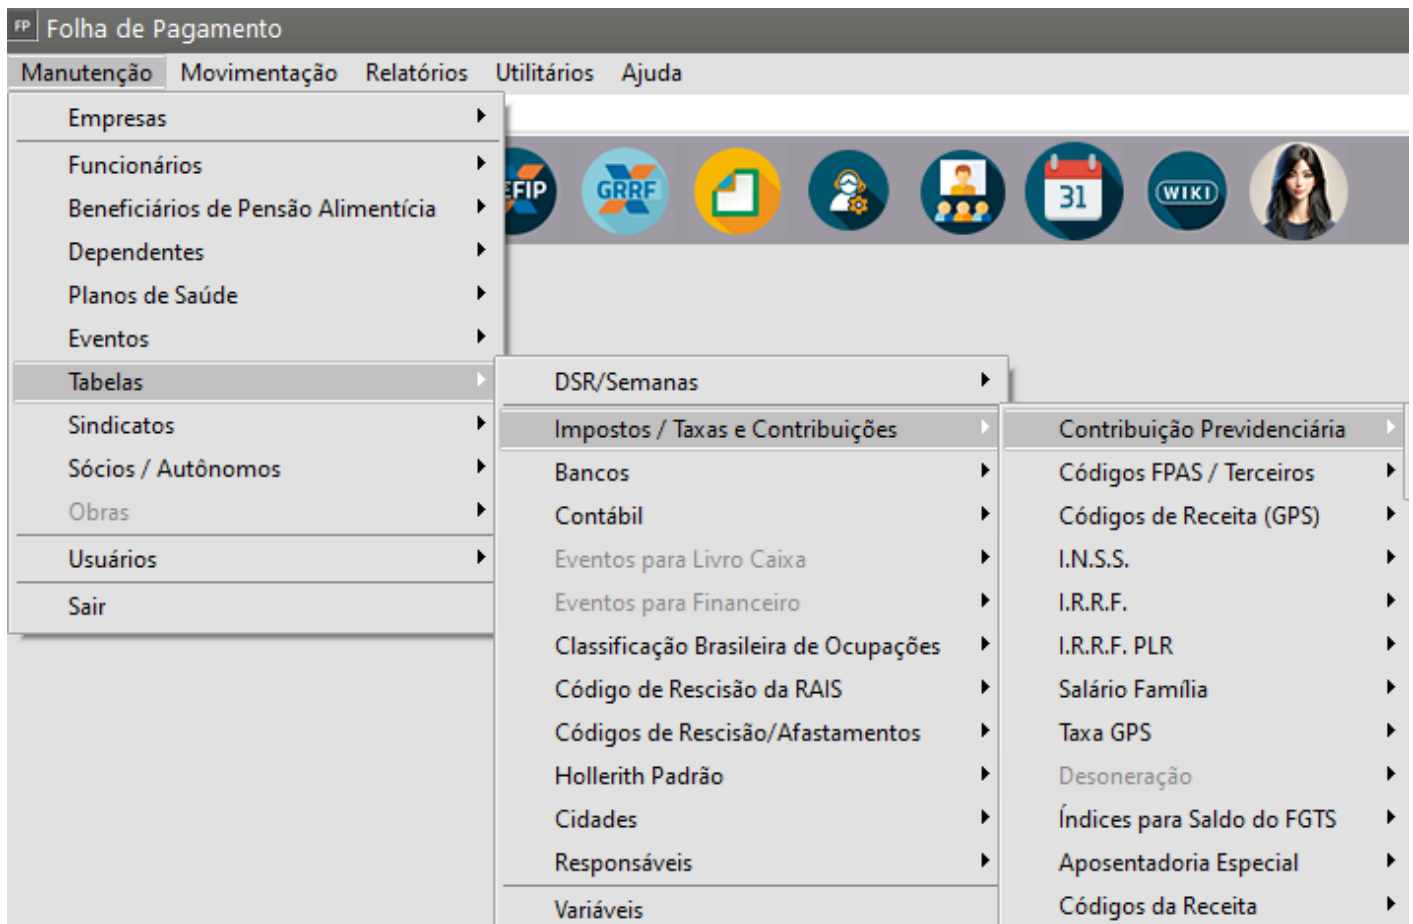 FP Folha de Pagamento
Manutenção Movimentação Relatórios Utilitários Ajuda
Empresas
Funcionários
Beneficiários de Pensão Alimentícia
Dependentes
Planos de Saúde
Eventos
Tabelas
Sindicatos
Sócios / Autônomos
Obras
Usuários
Sair
EFIP
GRRF
31
WIKI
DSR/Semanas
Impostos / Taxas e Contribuições
Bancos
Contábil
Eventos para Livro Caixa
Eventos para Financeiro
Classificação Brasileira de Ocupações
Código de Rescisão da RAIS
Códigos de Rescisão/Afastamentos
Hollerith Padrão
Cidades
Responsáveis
Variáveis
Contribuição Previdenciária
Códigos FPAS / Terceiros
Códigos de Receita (GPS)
I.N.S.S.
I.R.R.F.
I.R.R.F. PLR
Salário Família
Taxa GPS
Desoneração
Índices para Saldo do FGTS
Aposentadoria Especial
Códigos da Receita